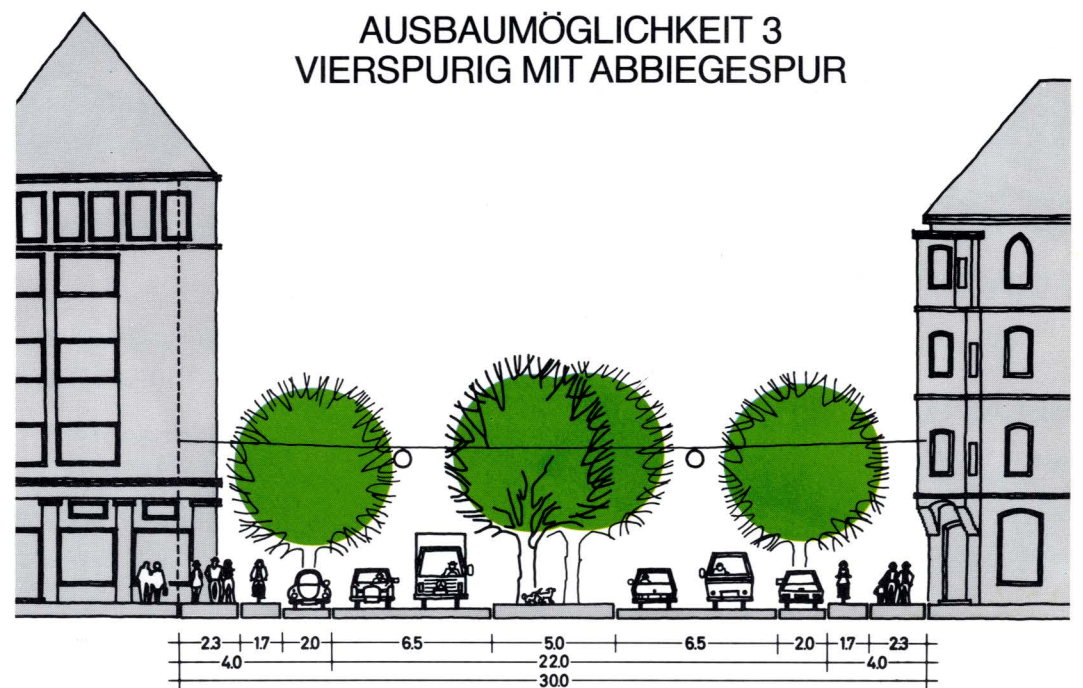 AUSBAUMÖGLICHKEIT 3
VIERSPURIG MIT ABBIEGESPUR
2.3 1.7 2.0 6.5 5.0 6.5 2.0 1.7 2.3
4.0 22.0 4.0
30.0